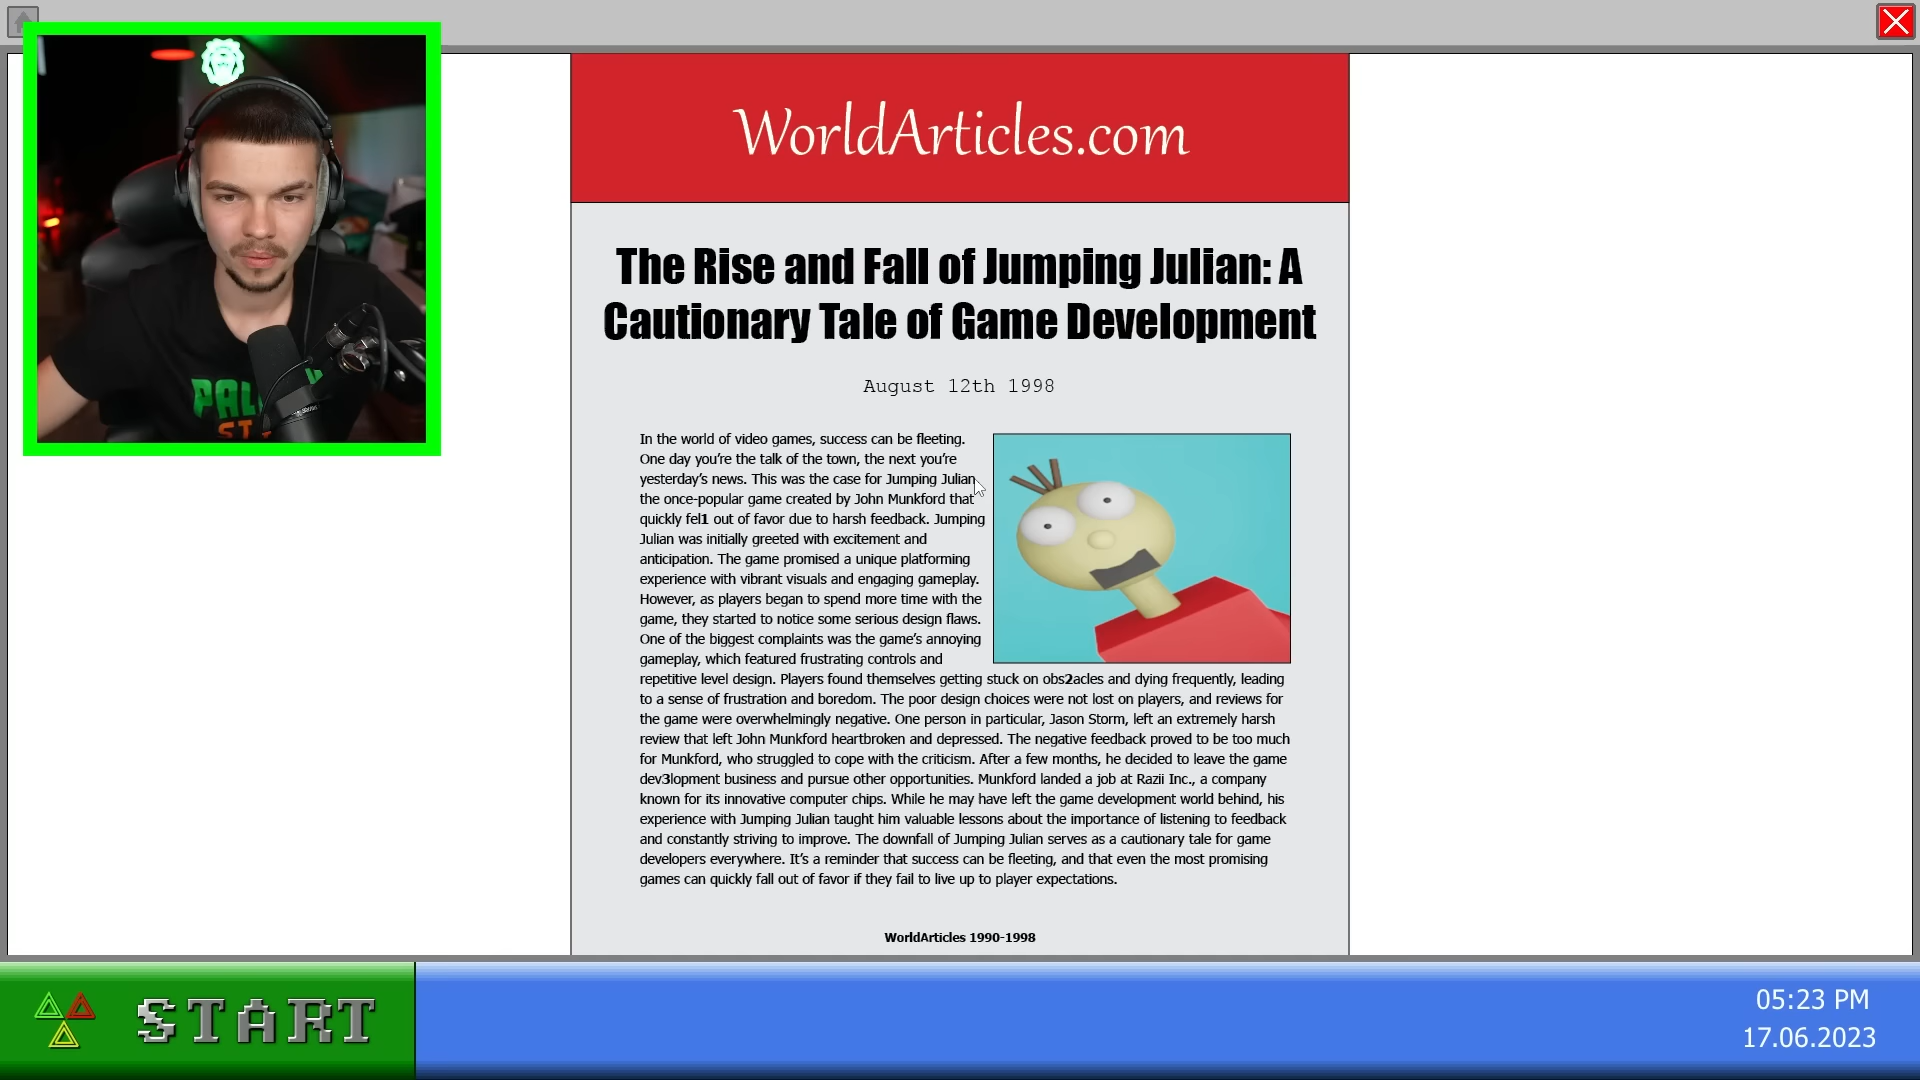 WorldArticles.com
The Rise and Fall of Jumping Julian: A
Cautionary Tale of Game Development
August 12th 1998
In the world of video games, success can be fleeting.
One day you're the talk of the town, the next you're
yesterday's news. This was the case for Jumping Julian,
the once-popular game created by John Munkford that
quickly fel1 out of favor due to harsh feedback. Jumping
Julian was initially greeted with excitement and
anticipation. The game promised a unique platforming
experience with vibrant visuals and engaging gameplay.
However, as players began to spend more time with the
game, they started to notice some serious design flaws.
One of the biggest complaints was the game's annoying
gameplay, which featured frustrating controls and
repetitive level design. Players found themselves getting stuck on obs2acles and dying frequently, leading
to a sense of frustration and boredom. The poor design choices were not lost on players, and reviews for
the game were overwhelmingly negative. One person in particular, Jason Storm, left an extremely harsh
review that left John Munkford heartbroken and depressed. The negative feedback proved to be too much
for Munkford, who struggled to cope with the criticism. After a few months, he decided to leave the game
dev3lopment business and pursue other opportunities. Munkford landed a job at Razii Inc., a company
known for its innovative computer chips. While he may have left the game development world behind, his
experience with Jumping Julian taught him valuable lessons about the importance of listening to feedback
and constantly striving to improve. The downfall of Jumping Julian serves as a cautionary tale for game
developers everywhere. It's a reminder that success can be fleeting, and that even the most promising
games can quickly fall out of favor if they fail to live up to player expectations.
WorldArticles 1990-1998
START
05:23 PM
17.06.2023